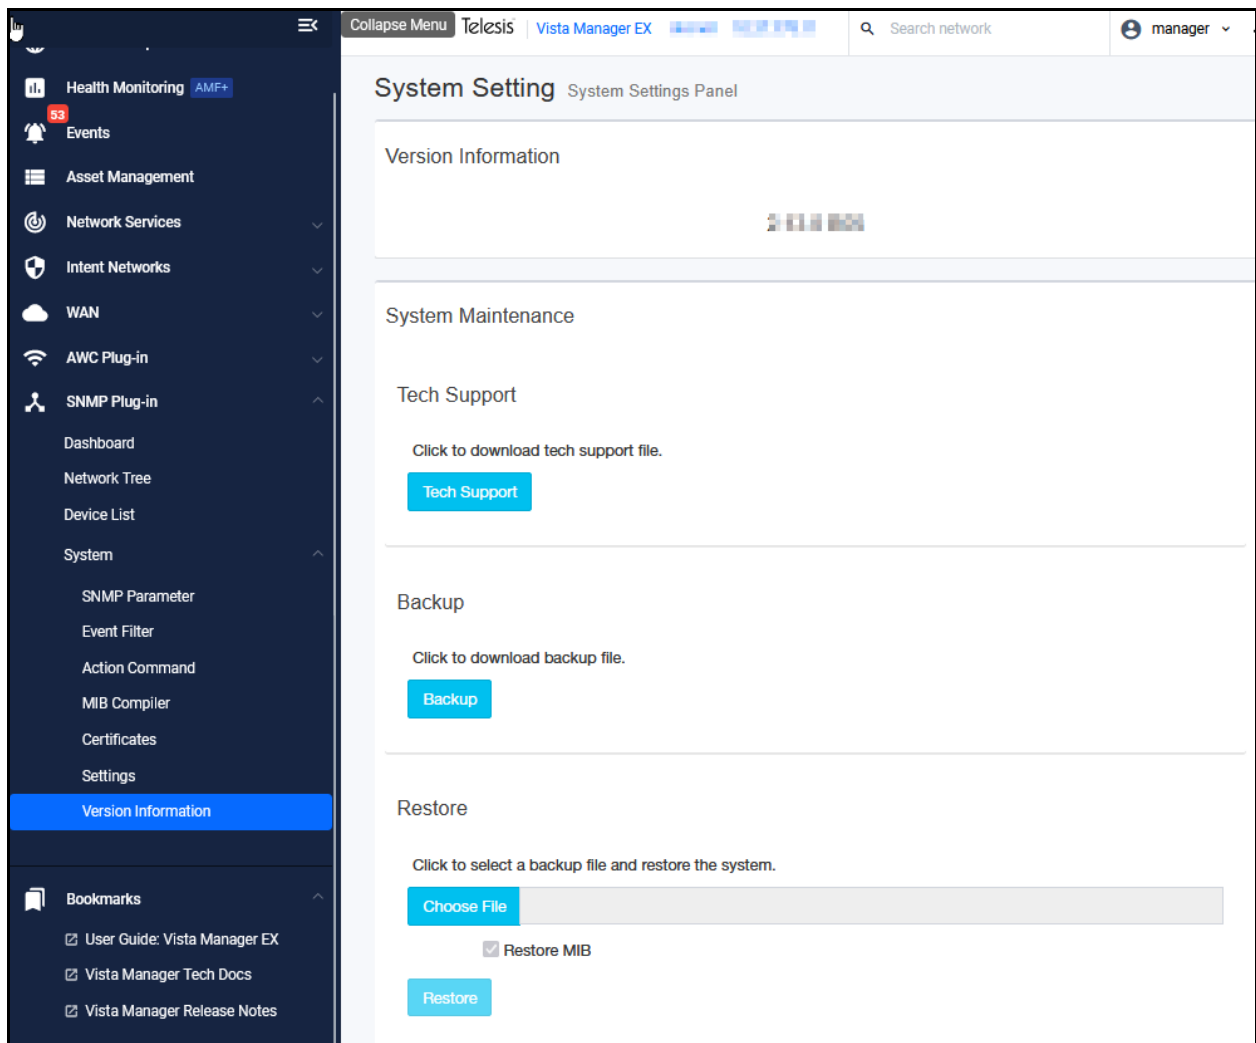 Collapse Menu
Telesis
Vista Manager EX
Search network
manager
Health Monitoring AMF+
53
Events
Asset Management
Network Services
Intent Networks
WAN
AWC Plug-in
SNMP Plug-in
Dashboard
Network Tree
Device List
System
SNMP Parameter
Event Filter
Action Command
MIB Compiler
Certificates
Settings
Version Information
Bookmarks
User Guide: Vista Manager EX
Vista Manager Tech Docs
Vista Manager Release Notes
System Setting System Settings Panel
Version Information
System Maintenance
Tech Support
Click to download tech support file.
Tech Support
Backup
Click to download backup file.
Backup
Restore
Click to select a backup file and restore the system.
Choose File
Restore MIB
Restore